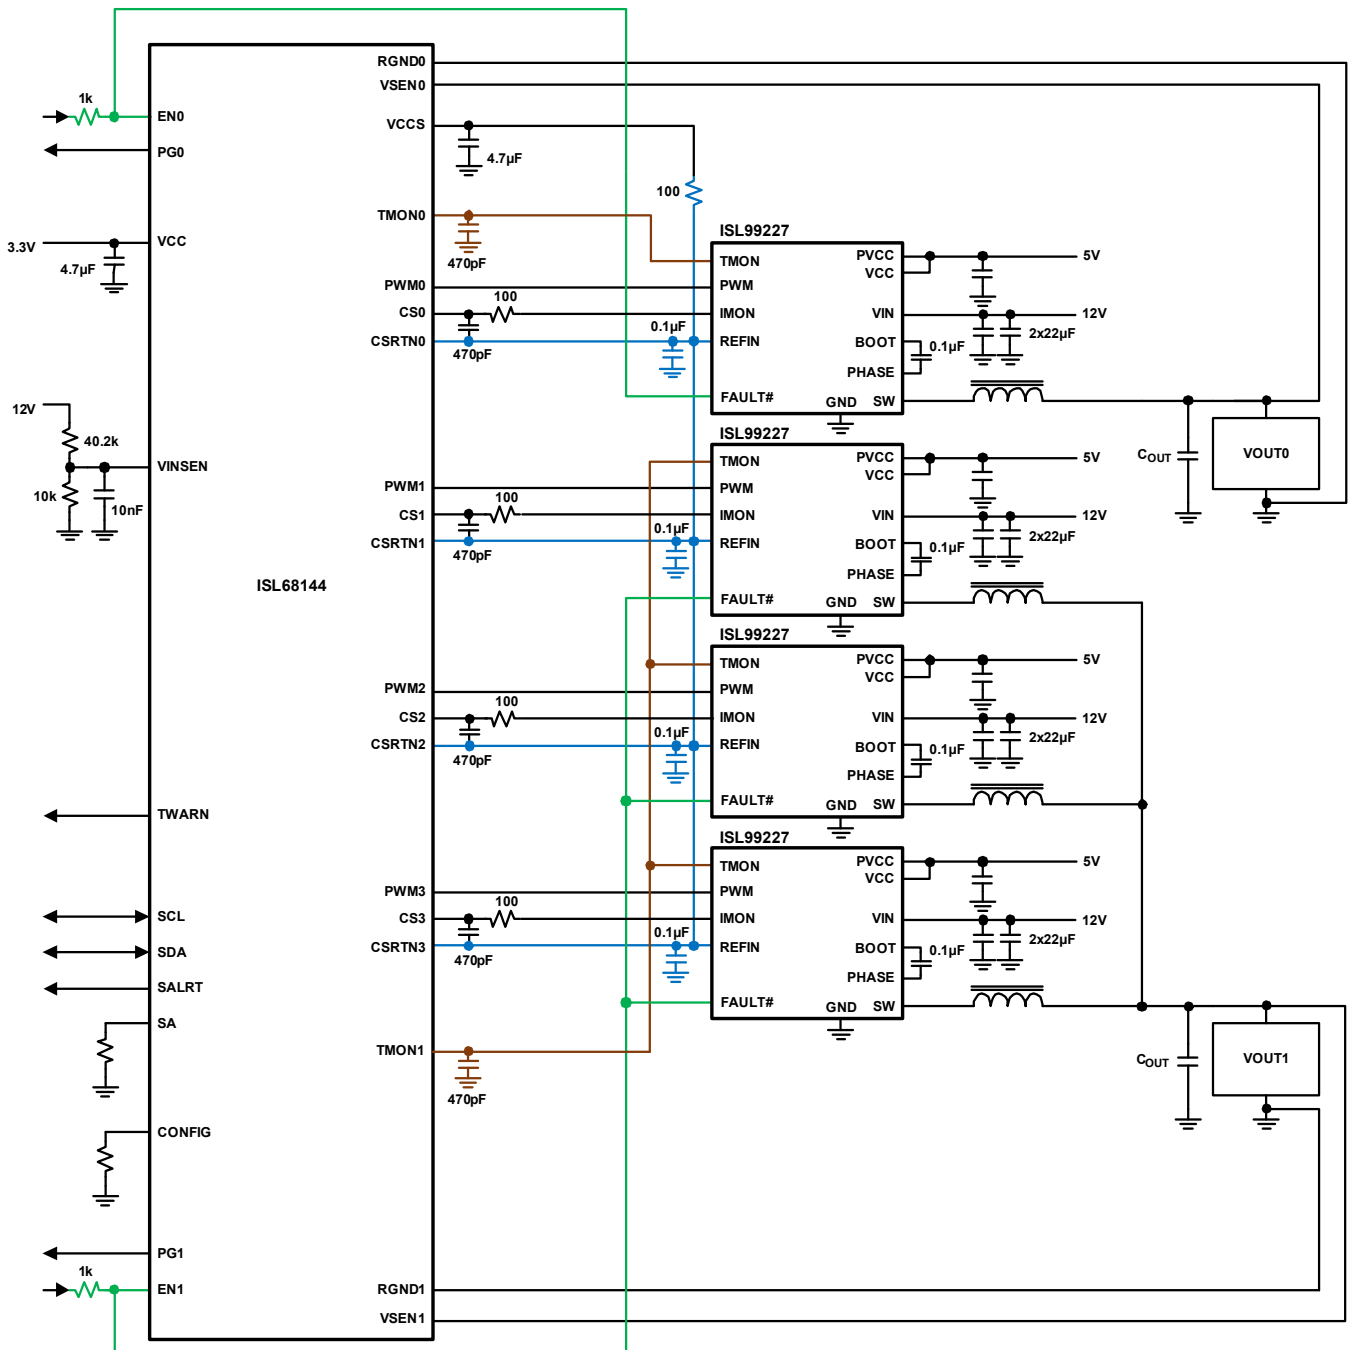 RGND0
VSEN0
1k
EN0
VCCS
PG0
4.7µF
100
TMON0
ISL99227
3.3V
VCC
4.7µF
470pF
TMON
PVCC
VCC
5V
PWM0
PWM
CS0
100
IMON
VIN
12V
CSRTN0
470pF
0.1µF
REFIN
BOOT
0.1µF
2x22µF
PHASE
FAULT#
GND
SW
12V
40.2k
VINSEN
10k
10nF
ISL99227
TMON
PVCC
VCC
5V
COUT
VOUT0
PWM1
PWM
CS1
100
IMON
VIN
12V
CSRTN1
470pF
0.1µF
REFIN
BOOT
0.1µF
2x22µF
PHASE
ISL68144
FAULT#
GND
SW
ISL99227
TMON
PVCC
VCC
5V
PWM2
PWM
CS2
100
IMON
VIN
12V
CSRTN2
470pF
0.1µF
REFIN
BOOT
0.1µF
2x22µF
PHASE
FAULT#
GND
SW
TWARN
ISL99227
TMON
PVCC
VCC
5V
PWM3
PWM
SCL
CS3
100
IMON
VIN
12V
CSRTN3
470pF
0.1µF
REFIN
BOOT
0.1µF
2x22µF
SDA
PHASE
SALRT
FAULT#
GND
SW
SA
TMON1
470pF
COUT
VOUT1
CONFIG
PG1
1k
EN1
RGND1
VSEN1